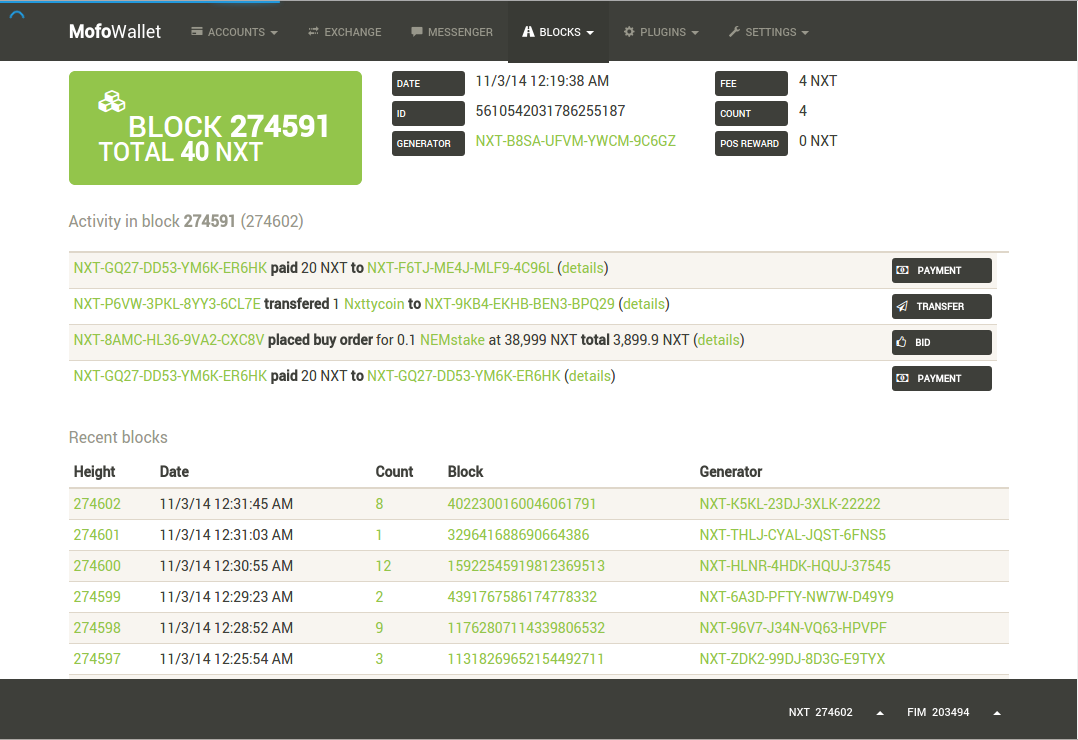 MofoWallet ACCOUNTS EXCHANGE MESSENGER BLOCKS PLUGINS SETTINGS
BLOCK 274591
TOTAL 40 NXT
DATE 11/3/14 12:19:38 AM FEE 4 NXT
ID 5610542031786255187 COUNT 4
GENERATOR NXT-B8SA-UFVM-YWCM-9C6GZ POS REWARD 0 NXT
Activity in block 274591 (274602)
NXT-GQ27-DD53-YM6K-ER6HK paid 20 NXT to NXT-F6TJ-ME4J-MLF9-4C96L (details) PAYMENT
NXT-P6VW-3PKL-8YY3-6CL7E transfered 1 Nxttycoin to NXT-9KB4-EKHB-BEN3-BPQ29 (details) TRANSFER
NXT-8AMC-HL36-9VA2-CXC8V placed buy order for 0.1 NEMstake at 38,999 NXT total 3,899.9 NXT (details) BID
NXT-GQ27-DD53-YM6K-ER6HK paid 20 NXT to NXT-GQ27-DD53-YM6K-ER6HK (details) PAYMENT
Recent blocks
Height Date Count Block Generator
274602 11/3/14 12:31:45 AM 8 4022300160046061791 NXT-K5KL-23DJ-3XLK-22222
274601 11/3/14 12:31:03 AM 1 329641688690664386 NXT-THLJ-CYAL-JQST-6FNS5
274600 11/3/14 12:30:55 AM 12 15922545919812369513 NXT-HLNR-4HDK-HQUJ-37545
274599 11/3/14 12:29:23 AM 2 4391767586174778332 NXT-6A3D-PFTY-NW7W-D49Y9
274598 11/3/14 12:28:52 AM 9 11762807114339806532 NXT-96V7-J34N-VQ63-HPVPF
274597 11/3/14 12:25:54 AM 3 11318269652154492711 NXT-ZDK2-99DJ-8D3G-E9TYX
NXT 274602 FIM 203494